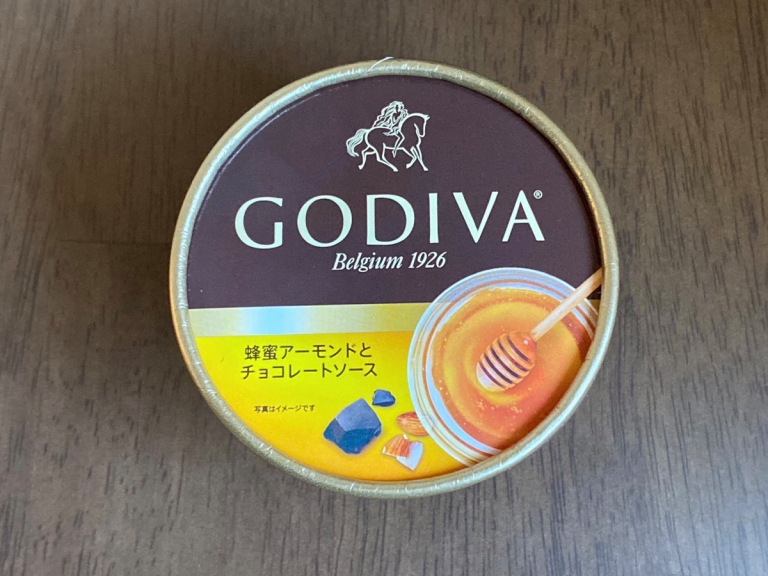 GODIVA®
Belgium 1926
蜂蜜アーモンドと
チョコレートソース
写真はイメージです